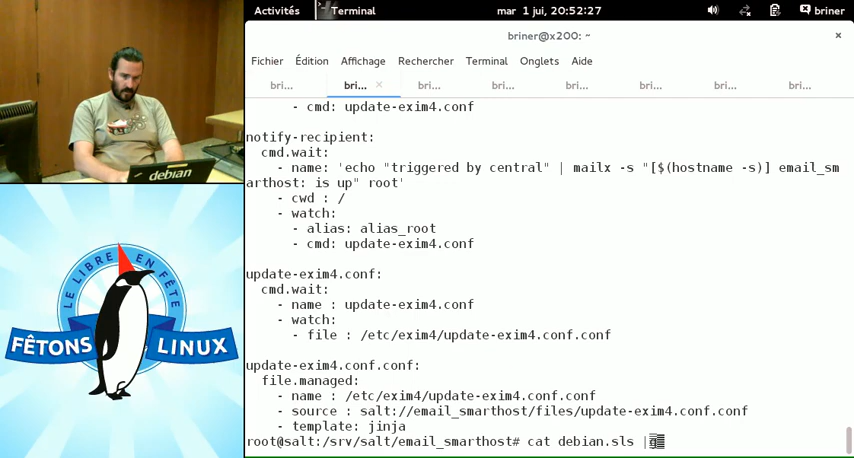 Activités
Terminal
mar 1 jui, 20:52:27
briner
briner@x200: ~
Fichier Édition Affichage Rechercher Terminal Onglets Aide
bri... bri... bri... bri... bri... bri... bri... bri...
- cmd: update-exim4.conf
notify-recipient:
cmd.wait:
- name: 'echo "triggered by central" | mailx -s "[$(hostname -s)] email_sm
arthost: is up" root'
- cwd : /
- watch:
- alias: alias_root
- cmd: update-exim4.conf
update-exim4.conf:
cmd.wait:
- name : update-exim4.conf
- watch:
- file : /etc/exim4/update-exim4.conf.conf
update-exim4.conf.conf:
file.managed:
- name : /etc/exim4/update-exim4.conf.conf
- source : salt://email_smarthost/files/update-exim4.conf.conf
- template: jinja
root@salt:/srv/salt/email_smarthost# cat debian.sls |
debian
LE LIBRE EN FÊTE
FÊTONS LINUX